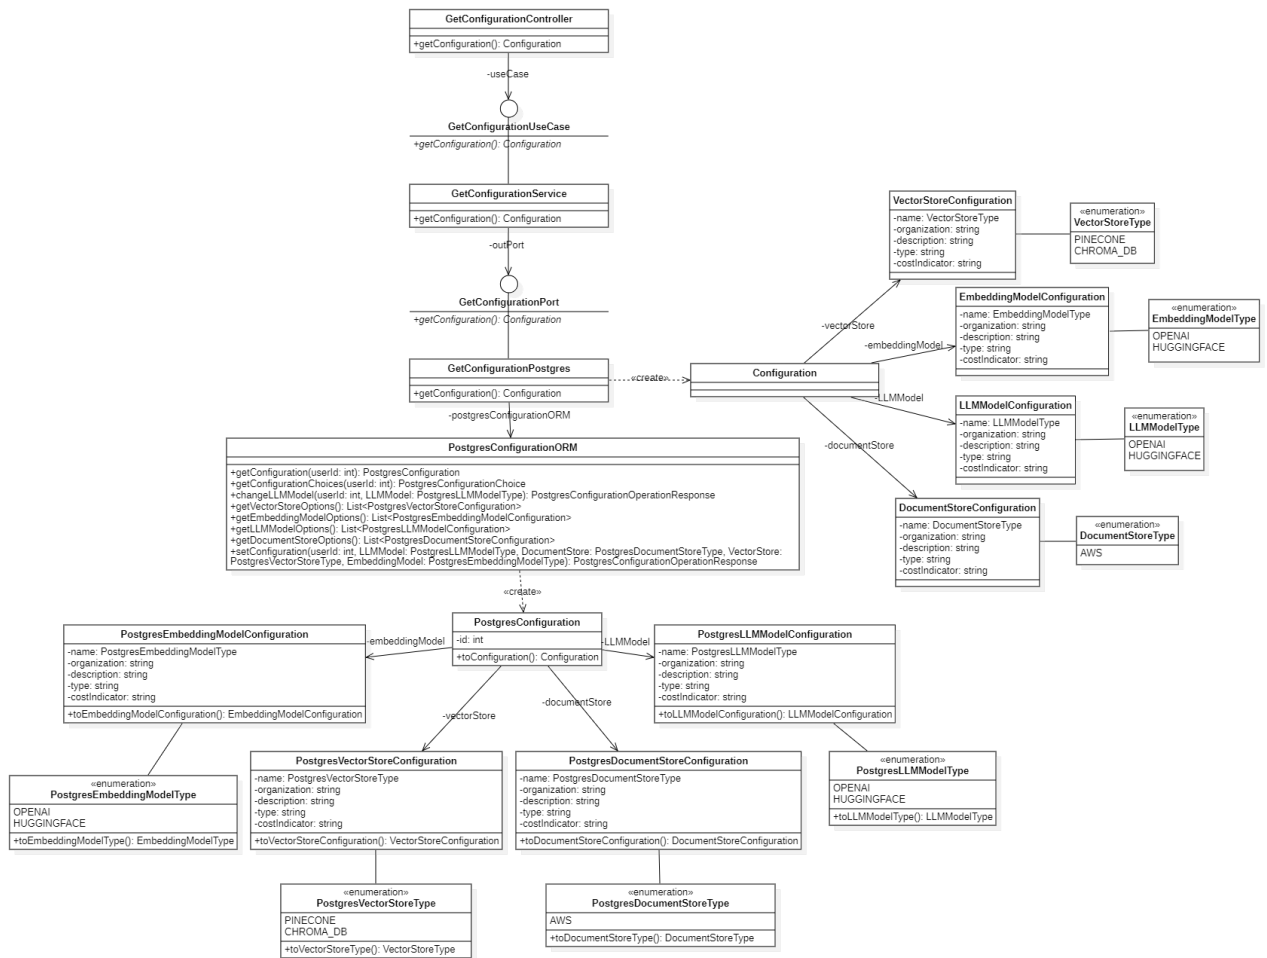 GetConfigurationController
+getConfiguration(): Configuration
-useCase
GetConfigurationUseCase
+getConfiguration(): Configuration
GetConfigurationService
+getConfiguration(): Configuration
-outPort
GetConfigurationPort
+getConfiguration(): Configuration
GetConfigurationPostgres
+getConfiguration(): Configuration
«create»
Configuration
-vectorStore
-embeddingModel
-LLMModel
-documentStore
VectorStoreConfiguration
-name: VectorStoreType
-organization: string
-description: string
-type: string
-costIndicator: string
«enumeration»
VectorStoreType
PINECONE
CHROMA_DB
EmbeddingModelConfiguration
-name: EmbeddingModelType
-organization: string
-description: string
-type: string
-costIndicator: string
«enumeration»
EmbeddingModelType
OPENAI
HUGGINGFACE
LLMModelConfiguration
-name: LLMModelType
-organization: string
-description: string
-type: string
-costIndicator: string
«enumeration»
LLMModelType
OPENAI
HUGGINGFACE
DocumentStoreConfiguration
-name: DocumentStoreType
-organization: string
-description: string
-type: string
-costIndicator: string
«enumeration»
DocumentStoreType
AWS
-postgresConfigurationORM
PostgresConfigurationORM
+getConfiguration(userId: int): PostgresConfiguration
+getConfigurationChoices(userId: int): PostgresConfigurationChoice
+changeLLMModel(userId: int, LLMModel: PostgresLLMModelType): PostgresConfigurationOperationResponse
+getVectorStoreOptions(): List<PostgresVectorStoreConfiguration>
+getEmbeddingModelOptions(): List<PostgresEmbeddingModelConfiguration>
+getLLMModelOptions(): List<PostgresLLMModelConfiguration>
+getDocumentStoreOptions(): List<PostgresDocumentStoreConfiguration>
+setConfiguration(userId: int, LLMModel: PostgresLLMModelType, DocumentStore: PostgresDocumentStoreType, VectorStore:
PostgresVectorStoreType, EmbeddingModel: PostgresEmbeddingModelType): PostgresConfigurationOperationResponse
«create»
PostgresConfiguration
-id: int
+toConfiguration(): Configuration
-embeddingModel
-LLMModel
-vectorStore
-documentStore
PostgresEmbeddingModelConfiguration
-name: PostgresEmbeddingModelType
-organization: string
-description: string
-type: string
-costIndicator: string
+toEmbeddingModelConfiguration(): EmbeddingModelConfiguration
PostgresLLMModelConfiguration
-name: PostgresLLMModelType
-organization: string
-description: string
-type: string
-costIndicator: string
+toLLMModelConfiguration(): LLMModelConfiguration
PostgresVectorStoreConfiguration
-name: PostgresVectorStoreType
-organization: string
-description: string
-type: string
-costIndicator: string
+toVectorStoreConfiguration(): VectorStoreConfiguration
PostgresDocumentStoreConfiguration
-name: PostgresDocumentStoreType
-organization: string
-description: string
-type: string
-costIndicator: string
+toDocumentStoreConfiguration(): DocumentStoreConfiguration
«enumeration»
PostgresLLMModelType
OPENAI
HUGGINGFACE
+toLLMModelType(): LLMModelType
«enumeration»
PostgresEmbeddingModelType
OPENAI
HUGGINGFACE
+toEmbeddingModelType(): EmbeddingModelType
«enumeration»
PostgresVectorStoreType
PINECONE
CHROMA_DB
+toVectorStoreType(): VectorStoreType
«enumeration»
PostgresDocumentStoreType
AWS
+toDocumentStoreType(): DocumentStoreType